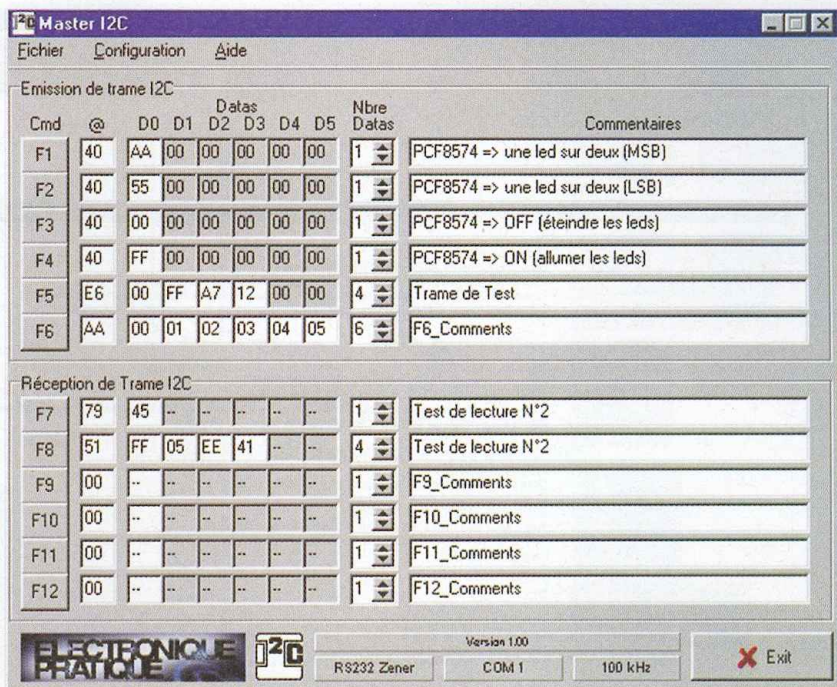 I²C Master I2C
Fichier Configuration Aide
Emission de trame I2C
Datas Nbre
Cmd @ D0 D1 D2 D3 D4 D5 Datas Commentaires
F1 40 AA 00 00 00 00 00 1 PCF8574 => une led sur deux (MSB)
F2 40 55 00 00 00 00 00 1 PCF8574 => une led sur deux (LSB)
F3 40 00 00 00 00 00 00 1 PCF8574 => OFF (éteindre les leds)
F4 40 FF 00 00 00 00 00 1 PCF8574 => ON (allumer les leds)
F5 E6 00 FF A7 12 00 00 4 Trame de Test
F6 AA 00 01 02 03 04 05 6 F6_Comments
Réception de Trame I2C
F7 79 45 -- -- -- -- -- 1 Test de lecture N°2
F8 51 FF 05 EE 41 -- -- 4 Test de lecture N°2
F9 00 -- -- -- -- -- -- 1 F9_Comments
F10 00 -- -- -- -- -- -- 1 F10_Comments
F11 00 -- -- -- -- -- -- 1 F11_Comments
F12 00 -- -- -- -- -- -- 1 F12_Comments
ELECTRONIQUE
PRATIQUE
I²C
Version 1.00
RS232 Zener COM 1 100 kHz
Exit